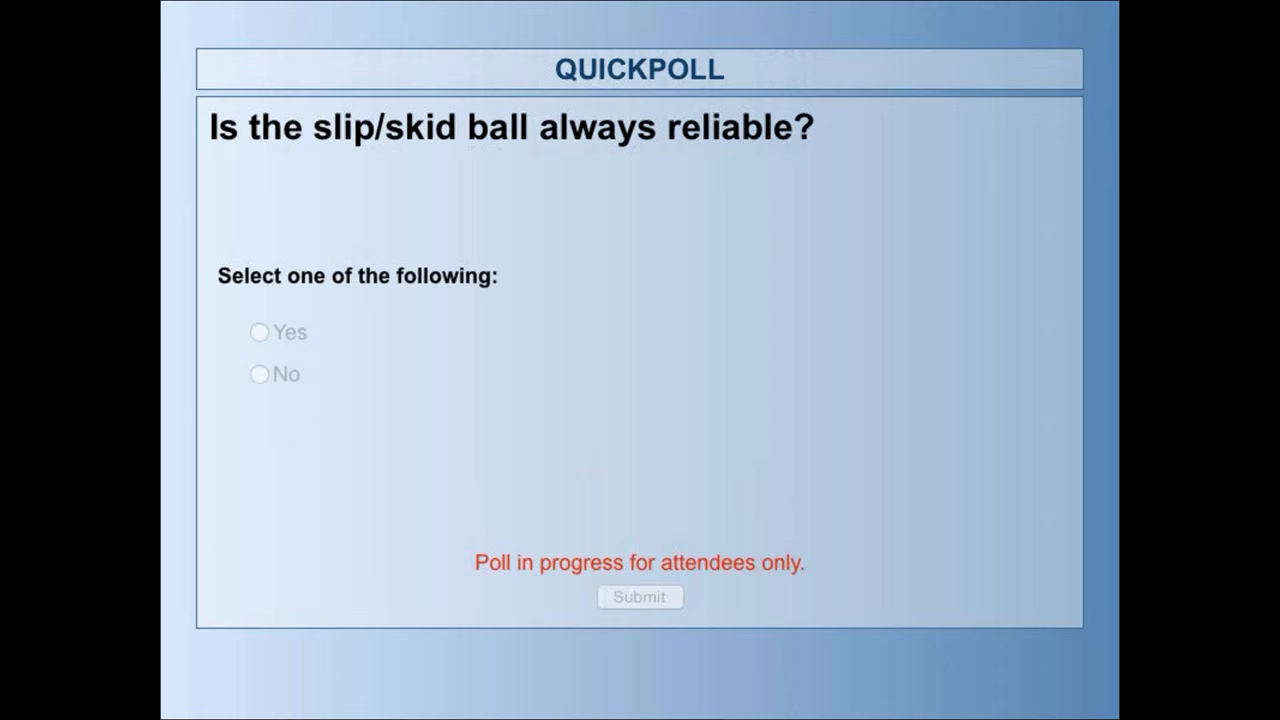 QUICKPOLL
Is the slip/skid ball always reliable?
Select one of the following:
Yes
No
Poll in progress for attendees only.
Submit